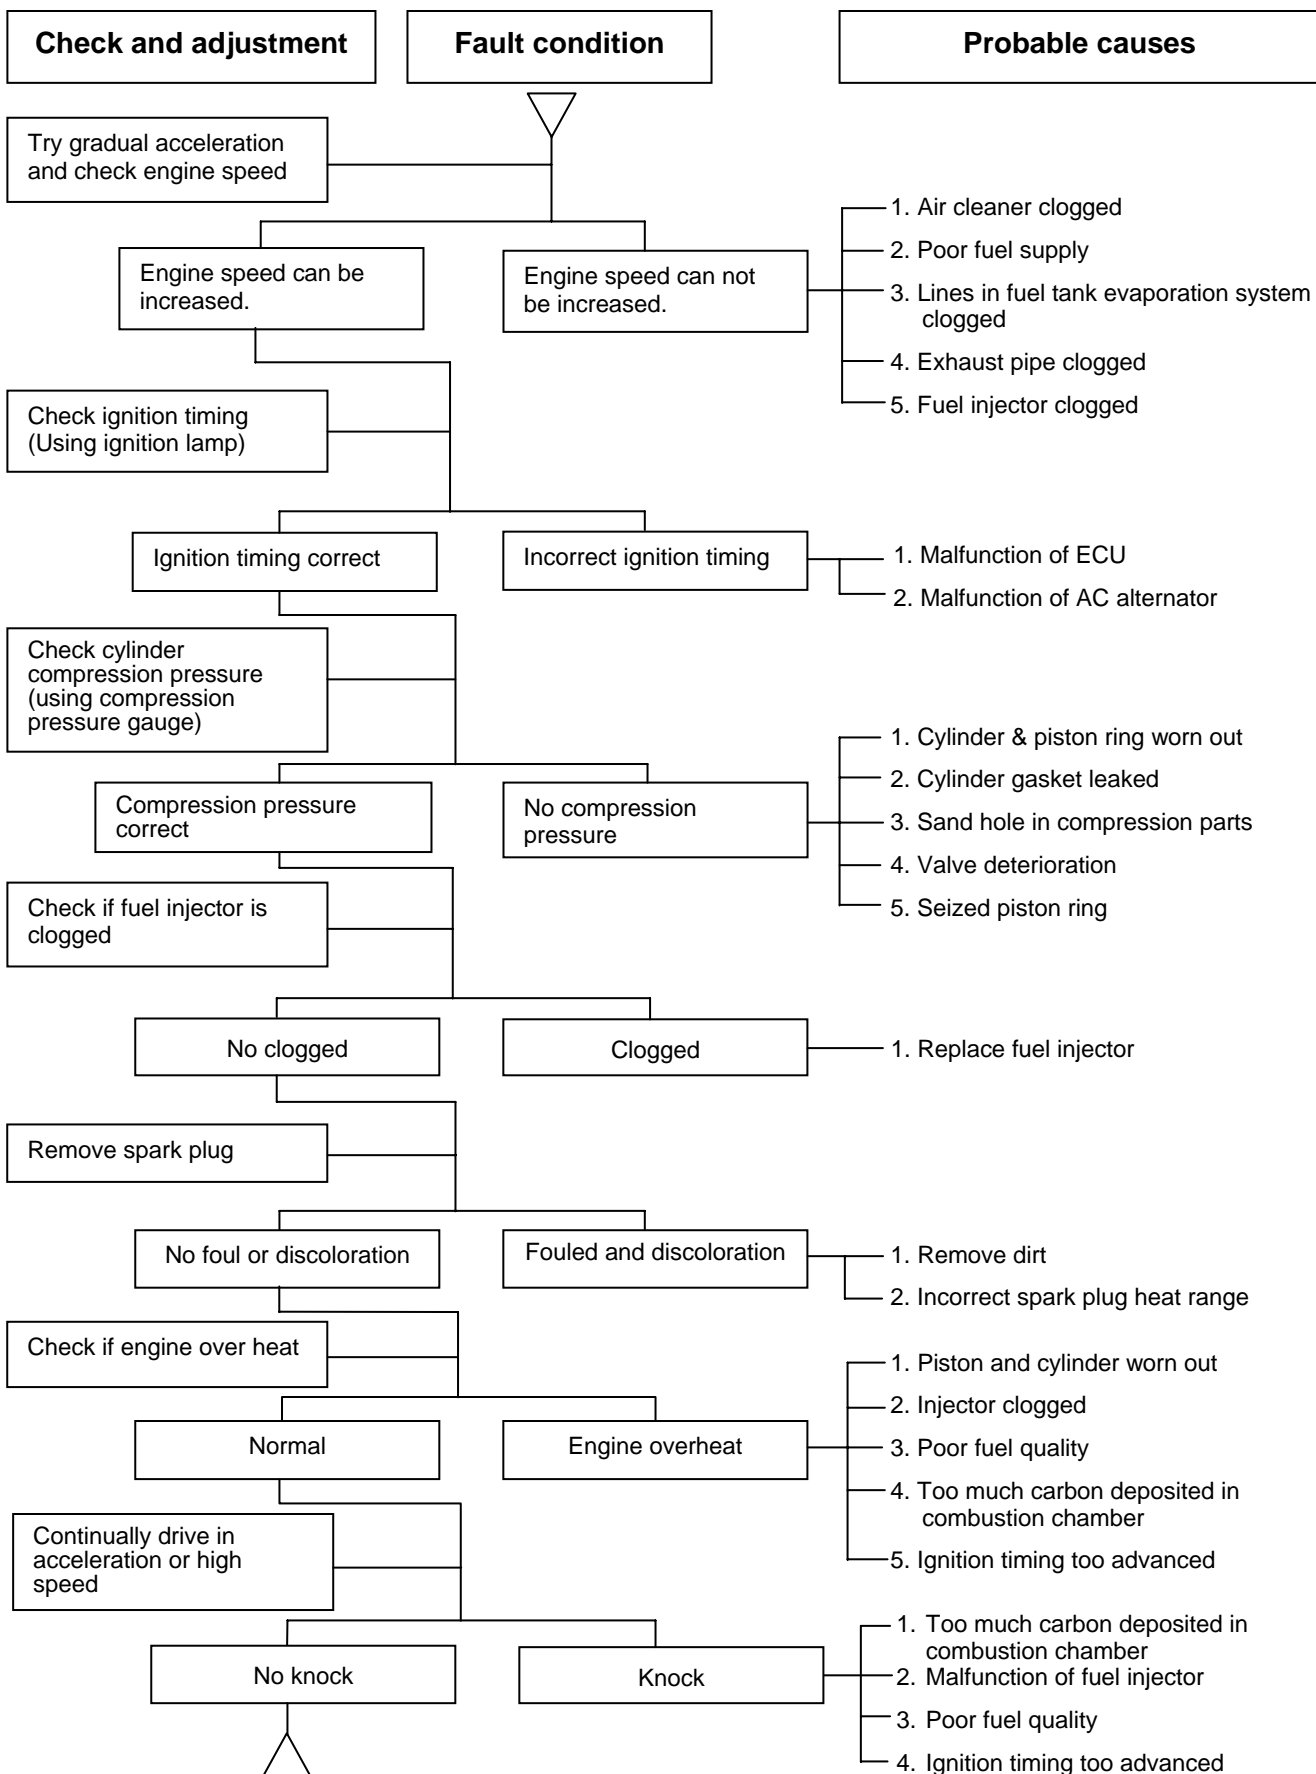 Check and adjustment
Fault condition
Probable causes
Try gradual acceleration
and check engine speed
Engine speed can be
increased.
Engine speed can not
be increased.
1. Air cleaner clogged
2. Poor fuel supply
3. Lines in fuel tank evaporation system
clogged
4. Exhaust pipe clogged
5. Fuel injector clogged
Check ignition timing
(Using ignition lamp)
Ignition timing correct
Incorrect ignition timing
1. Malfunction of ECU
2. Malfunction of AC alternator
Check cylinder
compression pressure
(using compression
pressure gauge)
Compression pressure
correct
No compression
pressure
1. Cylinder & piston ring worn out
2. Cylinder gasket leaked
3. Sand hole in compression parts
4. Valve deterioration
5. Seized piston ring
Check if fuel injector is
clogged
No clogged
Clogged
1. Replace fuel injector
Remove spark plug
No foul or discoloration
Fouled and discoloration
1. Remove dirt
2. Incorrect spark plug heat range
Check if engine over heat
Normal
Engine overheat
1. Piston and cylinder worn out
2. Injector clogged
3. Poor fuel quality
4. Too much carbon deposited in
combustion chamber
5. Ignition timing too advanced
Continually drive in
acceleration or high
speed
No knock
Knock
1. Too much carbon deposited in
combustion chamber
2. Malfunction of fuel injector
3. Poor fuel quality
4. Ignition timing too advanced